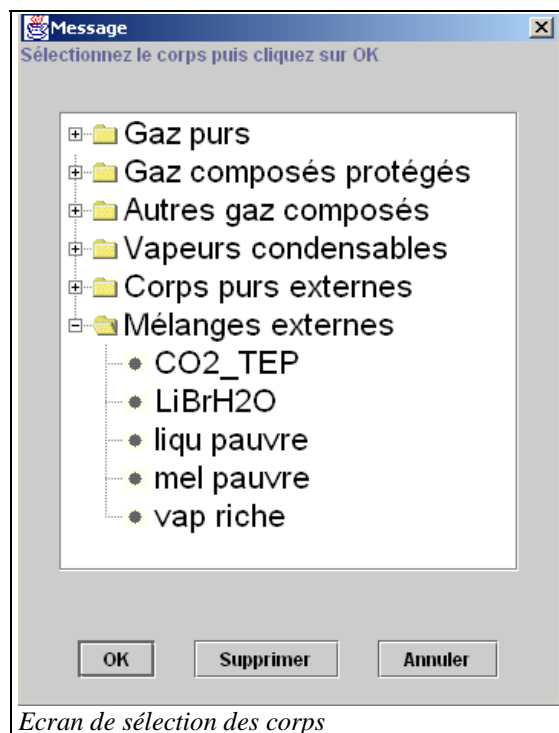 Message
Sélectionnez le corps puis cliquez sur OK
Gaz purs
Gaz composés protégés
Autres gaz composés
Vapeurs condensables
Corps purs externes
Mélanges externes
CO2_TEP
LiBrH2O
liqu pauvre
mel pauvre
vap riche
OK Supprimer Annuler
Ecran de sélection des corps